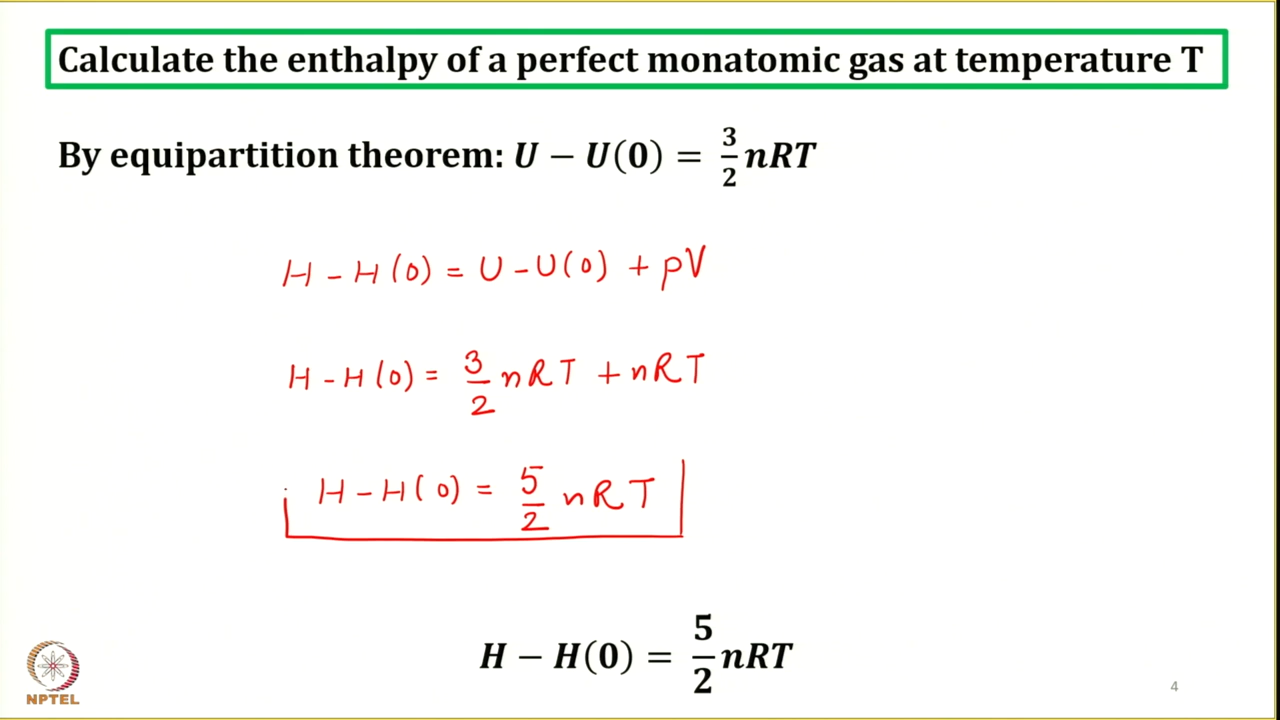 Calculate the enthalpy of a perfect monatomic gas at temperature T
By equipartition theorem: U − U(0) = 3/2 nRT
H - H(0) = U - U(0) + pV
H - H(0) = 3/2 nRT + nRT
H - H(0) = 5/2 nRT
H − H(0) = 5/2 nRT
NPTEL
4